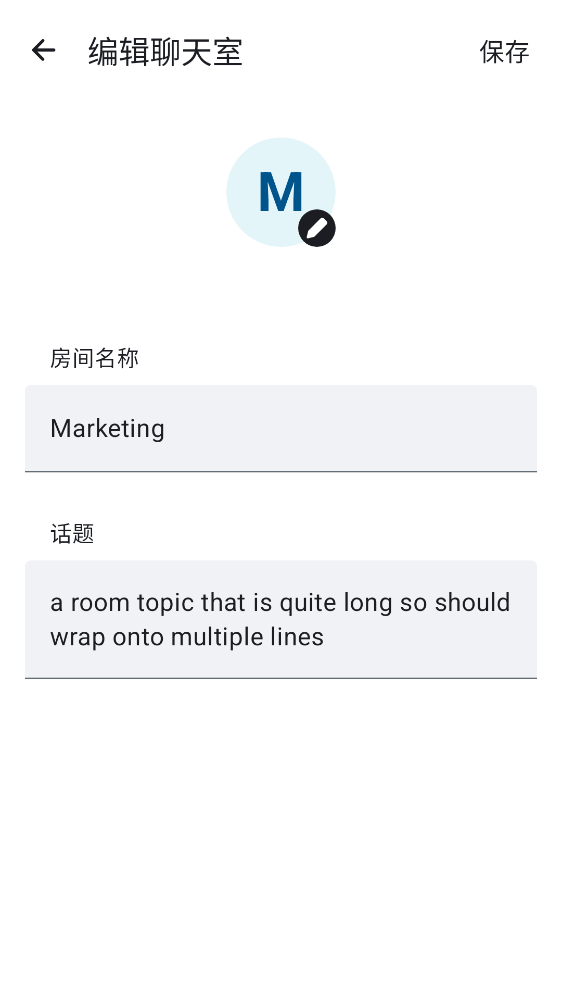 编辑聊天室
保存
M
房间名称
Marketing
话题
a room topic that is quite long so should
wrap onto multiple lines